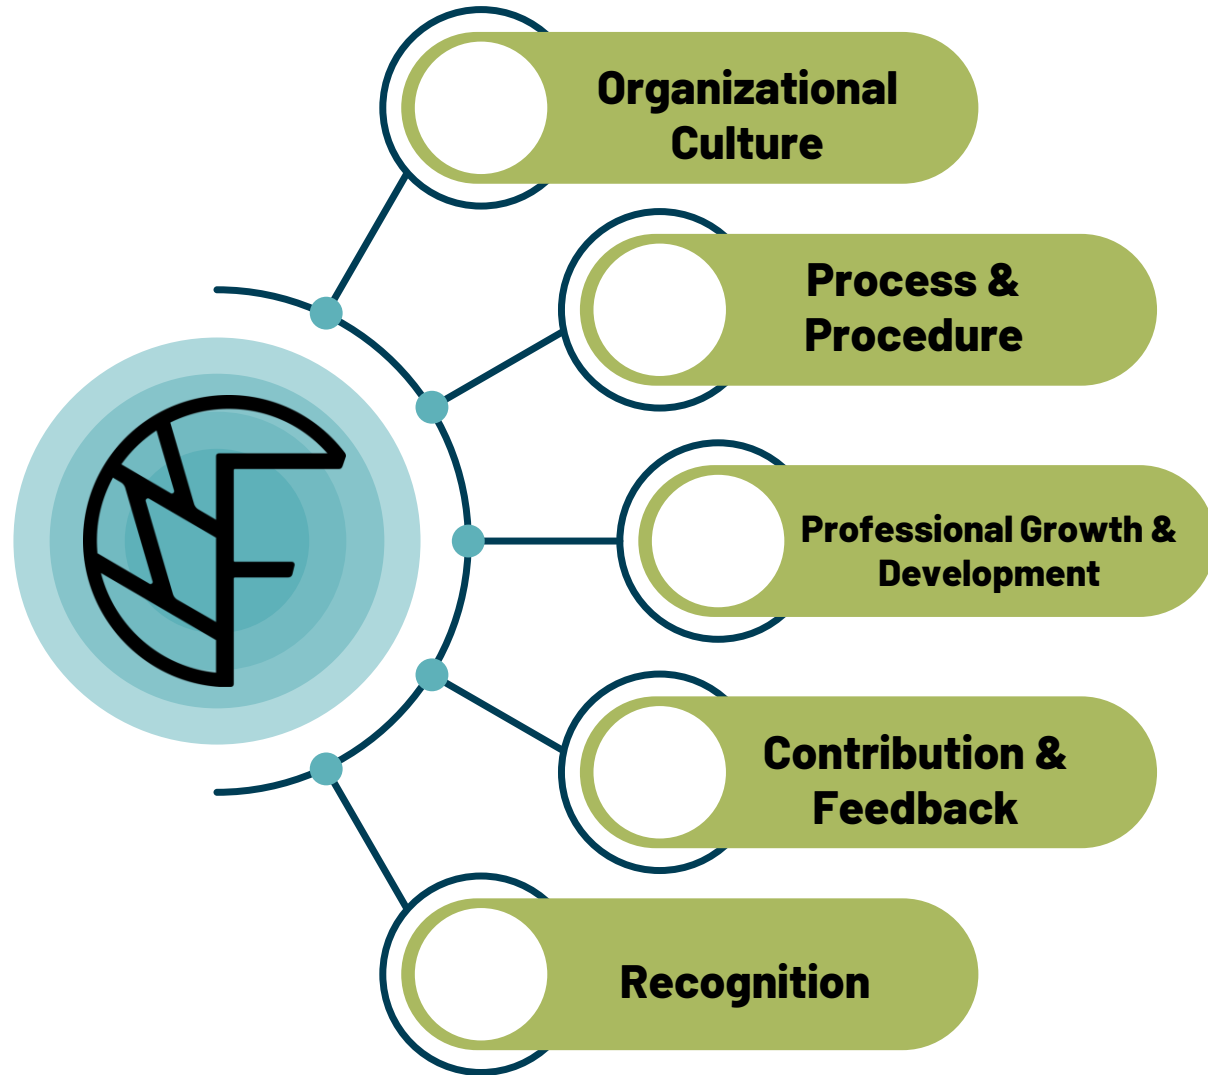 Organizational
Culture
Process &
Procedure
Professional Growth &
Development
Contribution &
Feedback
Recognition